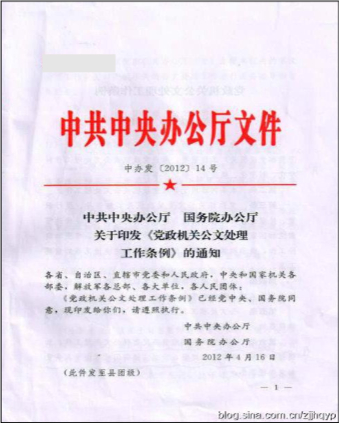 中共中央办公厅文件
中办发〔2012〕14号
中共中央办公厅 国务院办公厅
关于印发《党政机关公文处理
工作条例》的通知
各省、自治区、直辖市党委和人民政府，中央和国家机关各
部委，解放军各总部、各大单位，各人民团体：
《党政机关公文处理工作条例》已经党中央、国务院同
意，现印发给你们，请遵照执行。
中共中央办公厅
国务院办公厅
2012年4月16日
（此件发至县团级）
— 1 —
blog.sina.com.cn/zjjhqyp